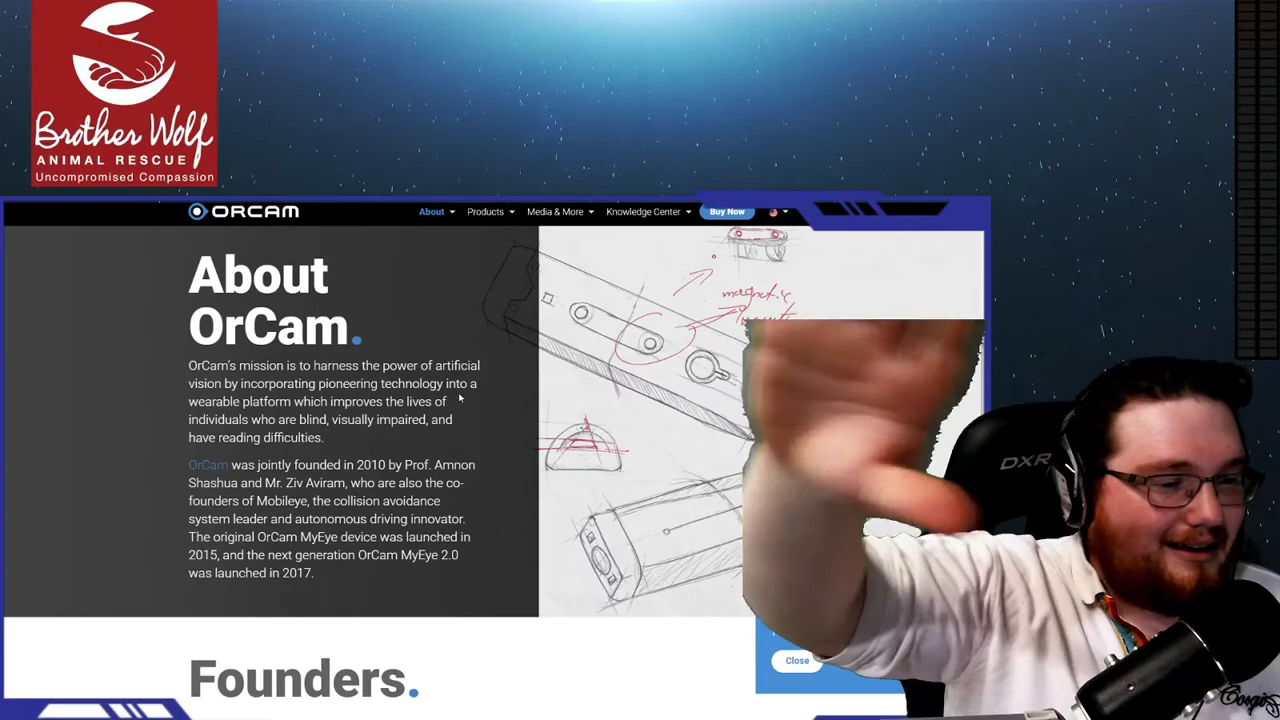 Brother Wolf
ANIMAL RESCUE
Uncompromised Compassion
ORCAM
About
Products
Media & More
Knowledge Center
Buy Now
About
OrCam.
magnetic
OrCam's mission is to harness the power of artificial
vision by incorporating pioneering technology into a
wearable platform which improves the lives of
individuals who are blind, visually impaired, and
have reading difficulties.
OrCam was jointly founded in 2010 by Prof. Amnon
Shashua and Mr. Ziv Aviram, who are also the co-
founders of Mobileye, the collision avoidance
system leader and autonomous driving innovator.
The original OrCam MyEye device was launched in
2015, and the next generation OrCam MyEye 2.0
was launched in 2017.
DXR
Close
Founders.